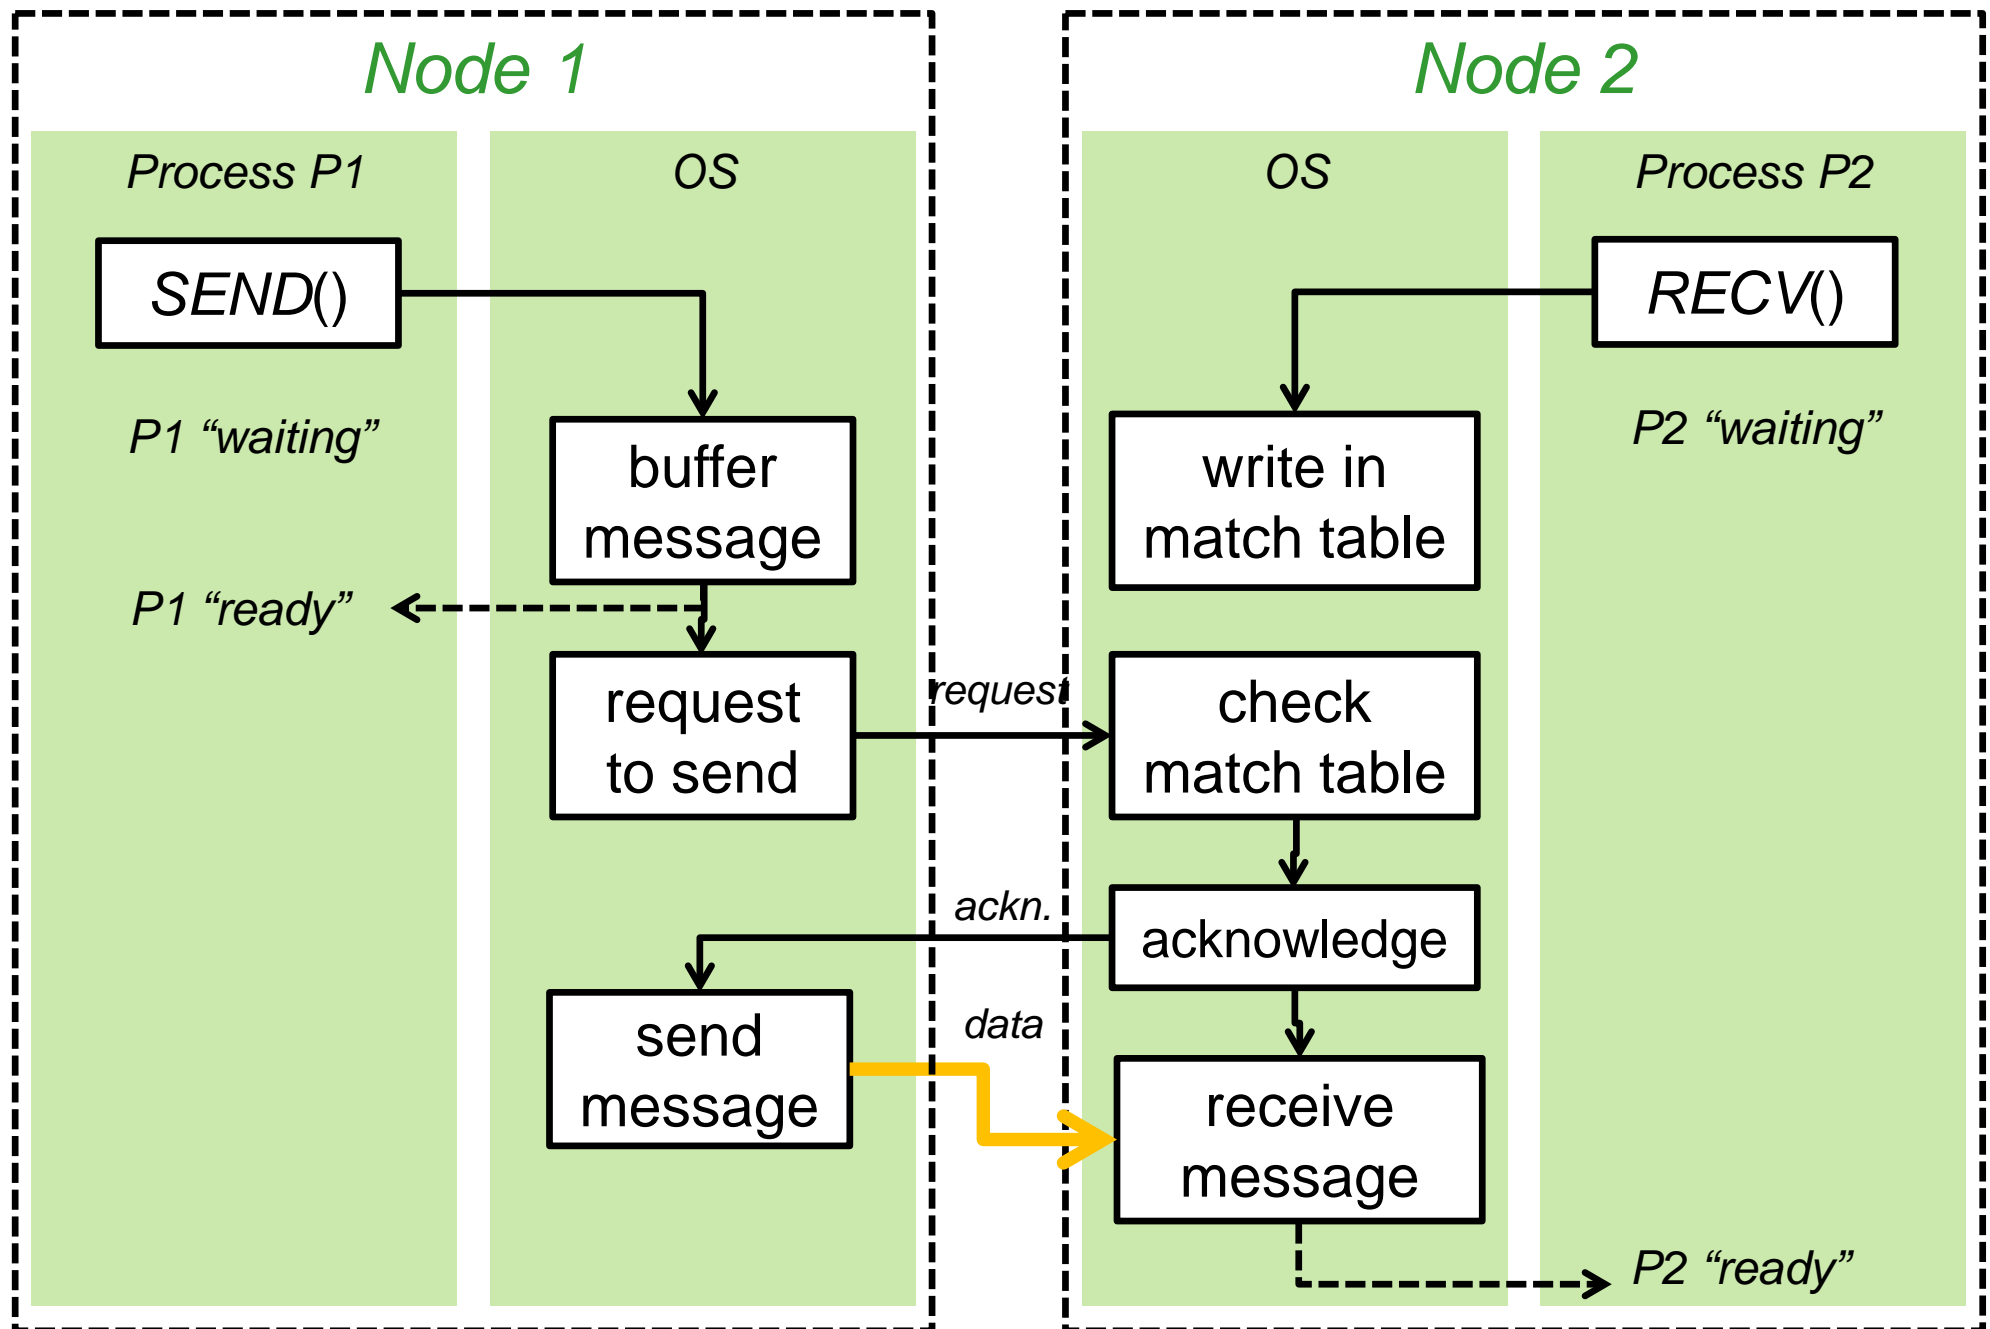 Node 1
Process P1
OS
SEND()
P1 “waiting”
buffer
message
P1 “ready”
request
to send
send
message
request
ackn.
data
Node 2
OS
Process P2
RECV()
write in
match table
P2 “waiting”
check
match table
acknowledge
receive
message
P2 “ready”